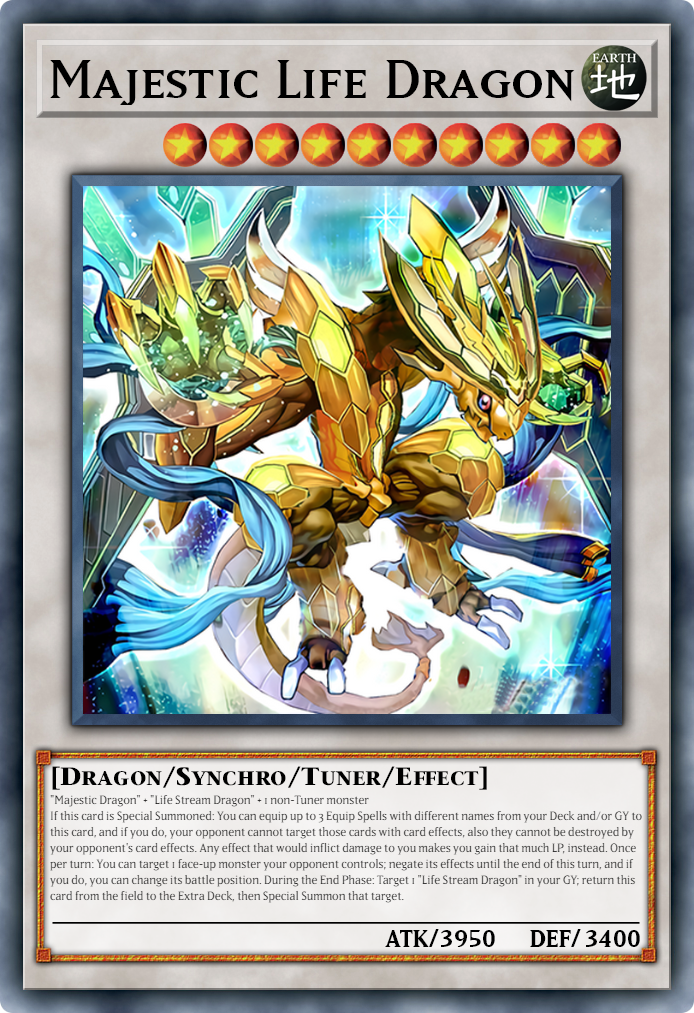 Majestic Life Dragon
EARTH
地
[Dragon/Synchro/Tuner/Effect]
"Majestic Dragon" + "Life Stream Dragon" + 1 non-Tuner monster
If this card is Special Summoned: You can equip up to 3 Equip Spells with different names from your Deck and/or GY to
this card, and if you do, your opponent cannot target those cards with card effects, also they cannot be destroyed by
your opponent's card effects. Any effect that would inflict damage to you makes you gain that much LP, instead. Once
per turn: You can target 1 face-up monster your opponent controls; negate its effects until the end of this turn, and if
you do, you can change its battle position. During the End Phase: Target 1 "Life Stream Dragon" in your GY; return this
card from the field to the Extra Deck, then Special Summon that target.
ATK/3950 DEF/3400